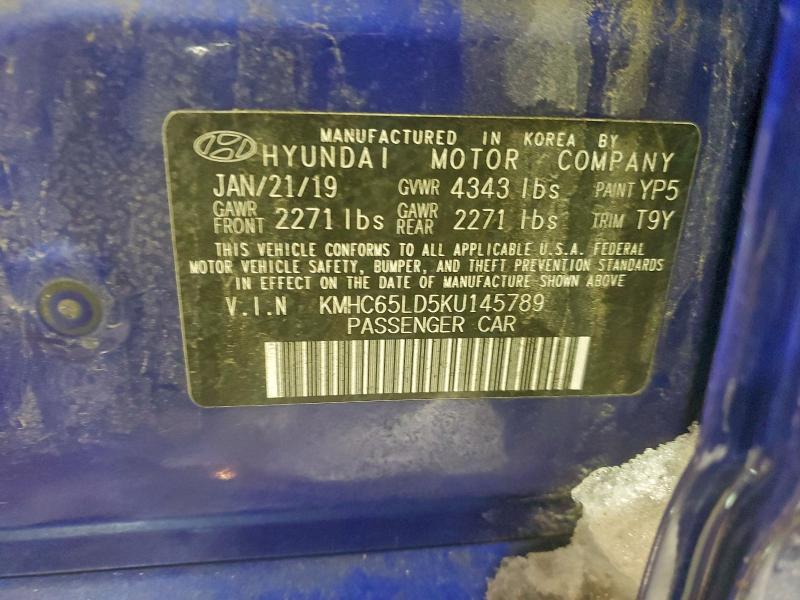 MANUFACTURED IN KOREA BY
HYUNDAI MOTOR COMPANY
JAN/21/19 GVWR 4343 lbs PAINT YP5
GAWR FRONT 2271 lbs GAWR REAR 2271 lbs TRIM T9Y
THIS VEHICLE CONFORMS TO ALL APPLICABLE U.S.A. FEDERAL
MOTOR VEHICLE SAFETY, BUMPER, AND THEFT PREVENTION STANDARDS
IN EFFECT ON THE DATE OF MANUFACTURE SHOWN ABOVE
V.I.N KMHC65LD5KU145789
PASSENGER CAR